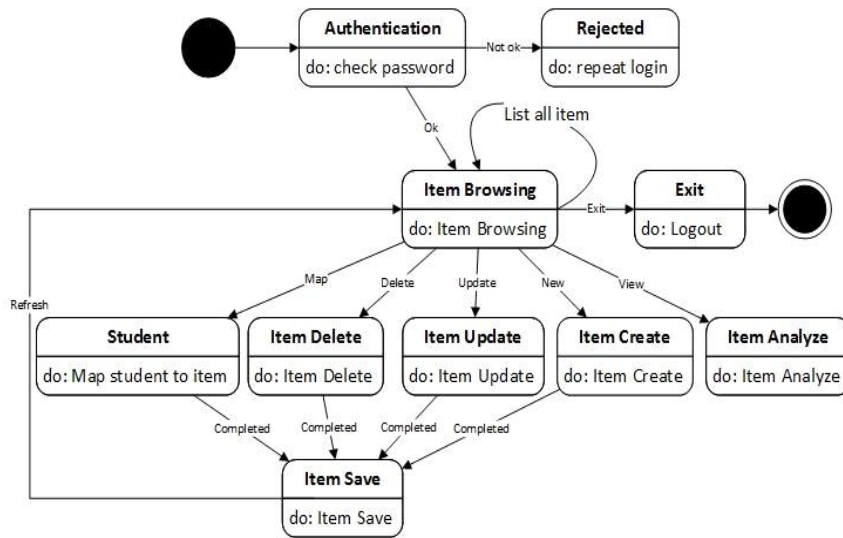 Authentication
do: check password
Not ok
Rejected
do: repeat login
Ok
List all item
Item Browsing
do: Item Browsing
Exit
Exit
do: Logout
Map
Delete
Update
New
View
Refresh
Student
do: Map student to item
Item Delete
do: Item Delete
Item Update
do: Item Update
Item Create
do: Item Create
Item Analyze
do: Item Analyze
Completed
Completed
Completed
Completed
Item Save
do: Item Save